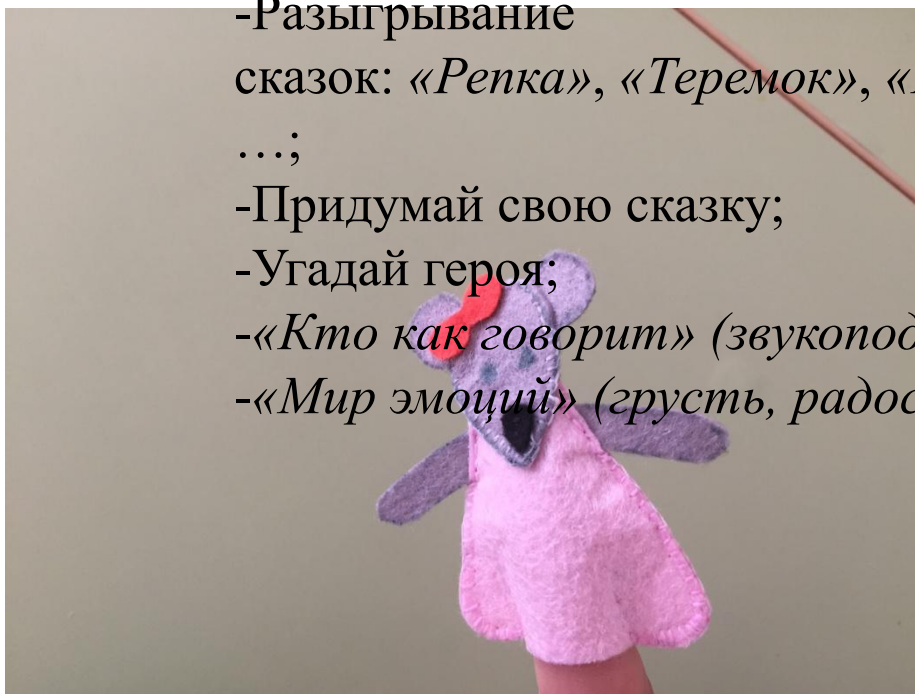 -Разыгрывание
сказок: «Репка», «Теремок», «
…;
-Придумай свою сказку;
-Угадай героя;
-«Кто как говорит» (звукопод
-«Мир эмоций» (грусть, радос